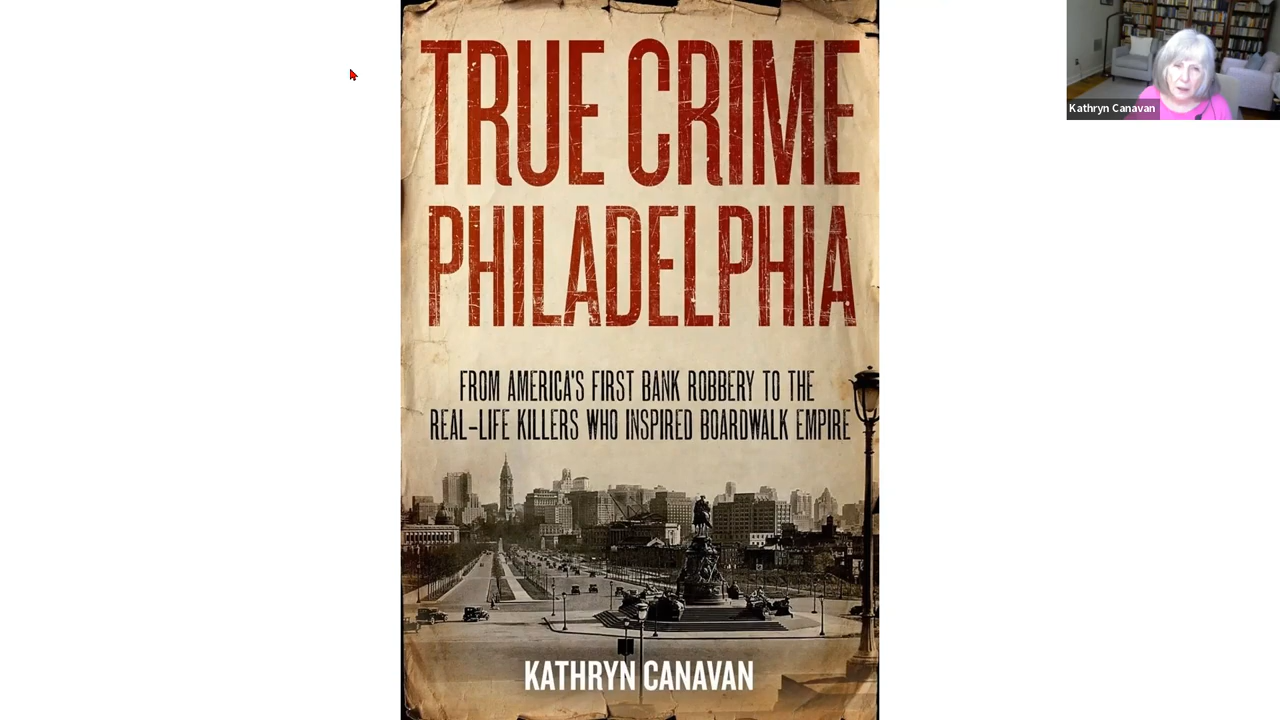 TRUE CRIME
PHILADELPHIA
FROM AMERICA'S FIRST BANK ROBBERY TO THE
REAL-LIFE KILLERS WHO INSPIRED BOARDWALK EMPIRE
KATHRYN CANAVAN
Kathryn Canavan